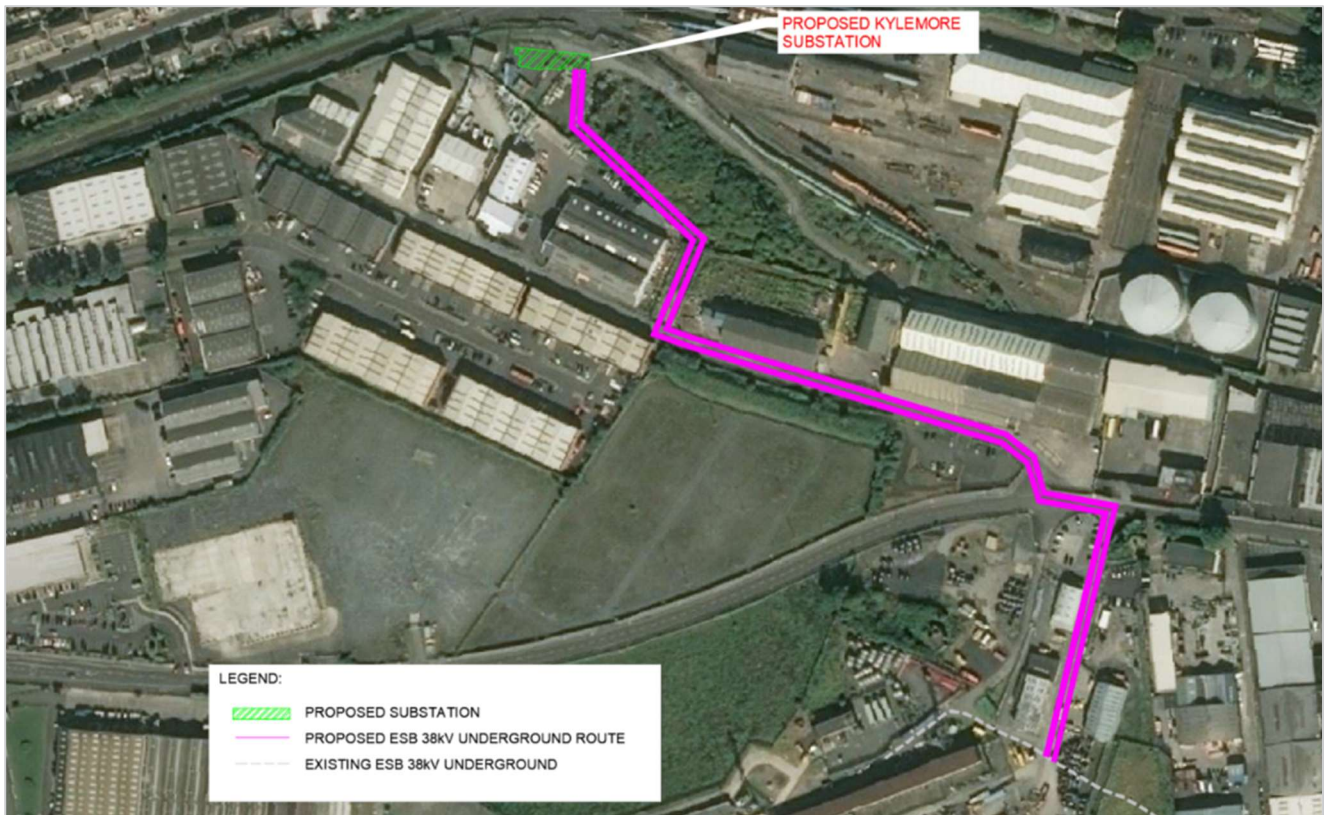 PROPOSED KYLEMORE
SUBSTATION
LEGEND:
PROPOSED SUBSTATION
PROPOSED ESB 38kV UNDERGROUND ROUTE
EXISTING ESB 38kV UNDERGROUND